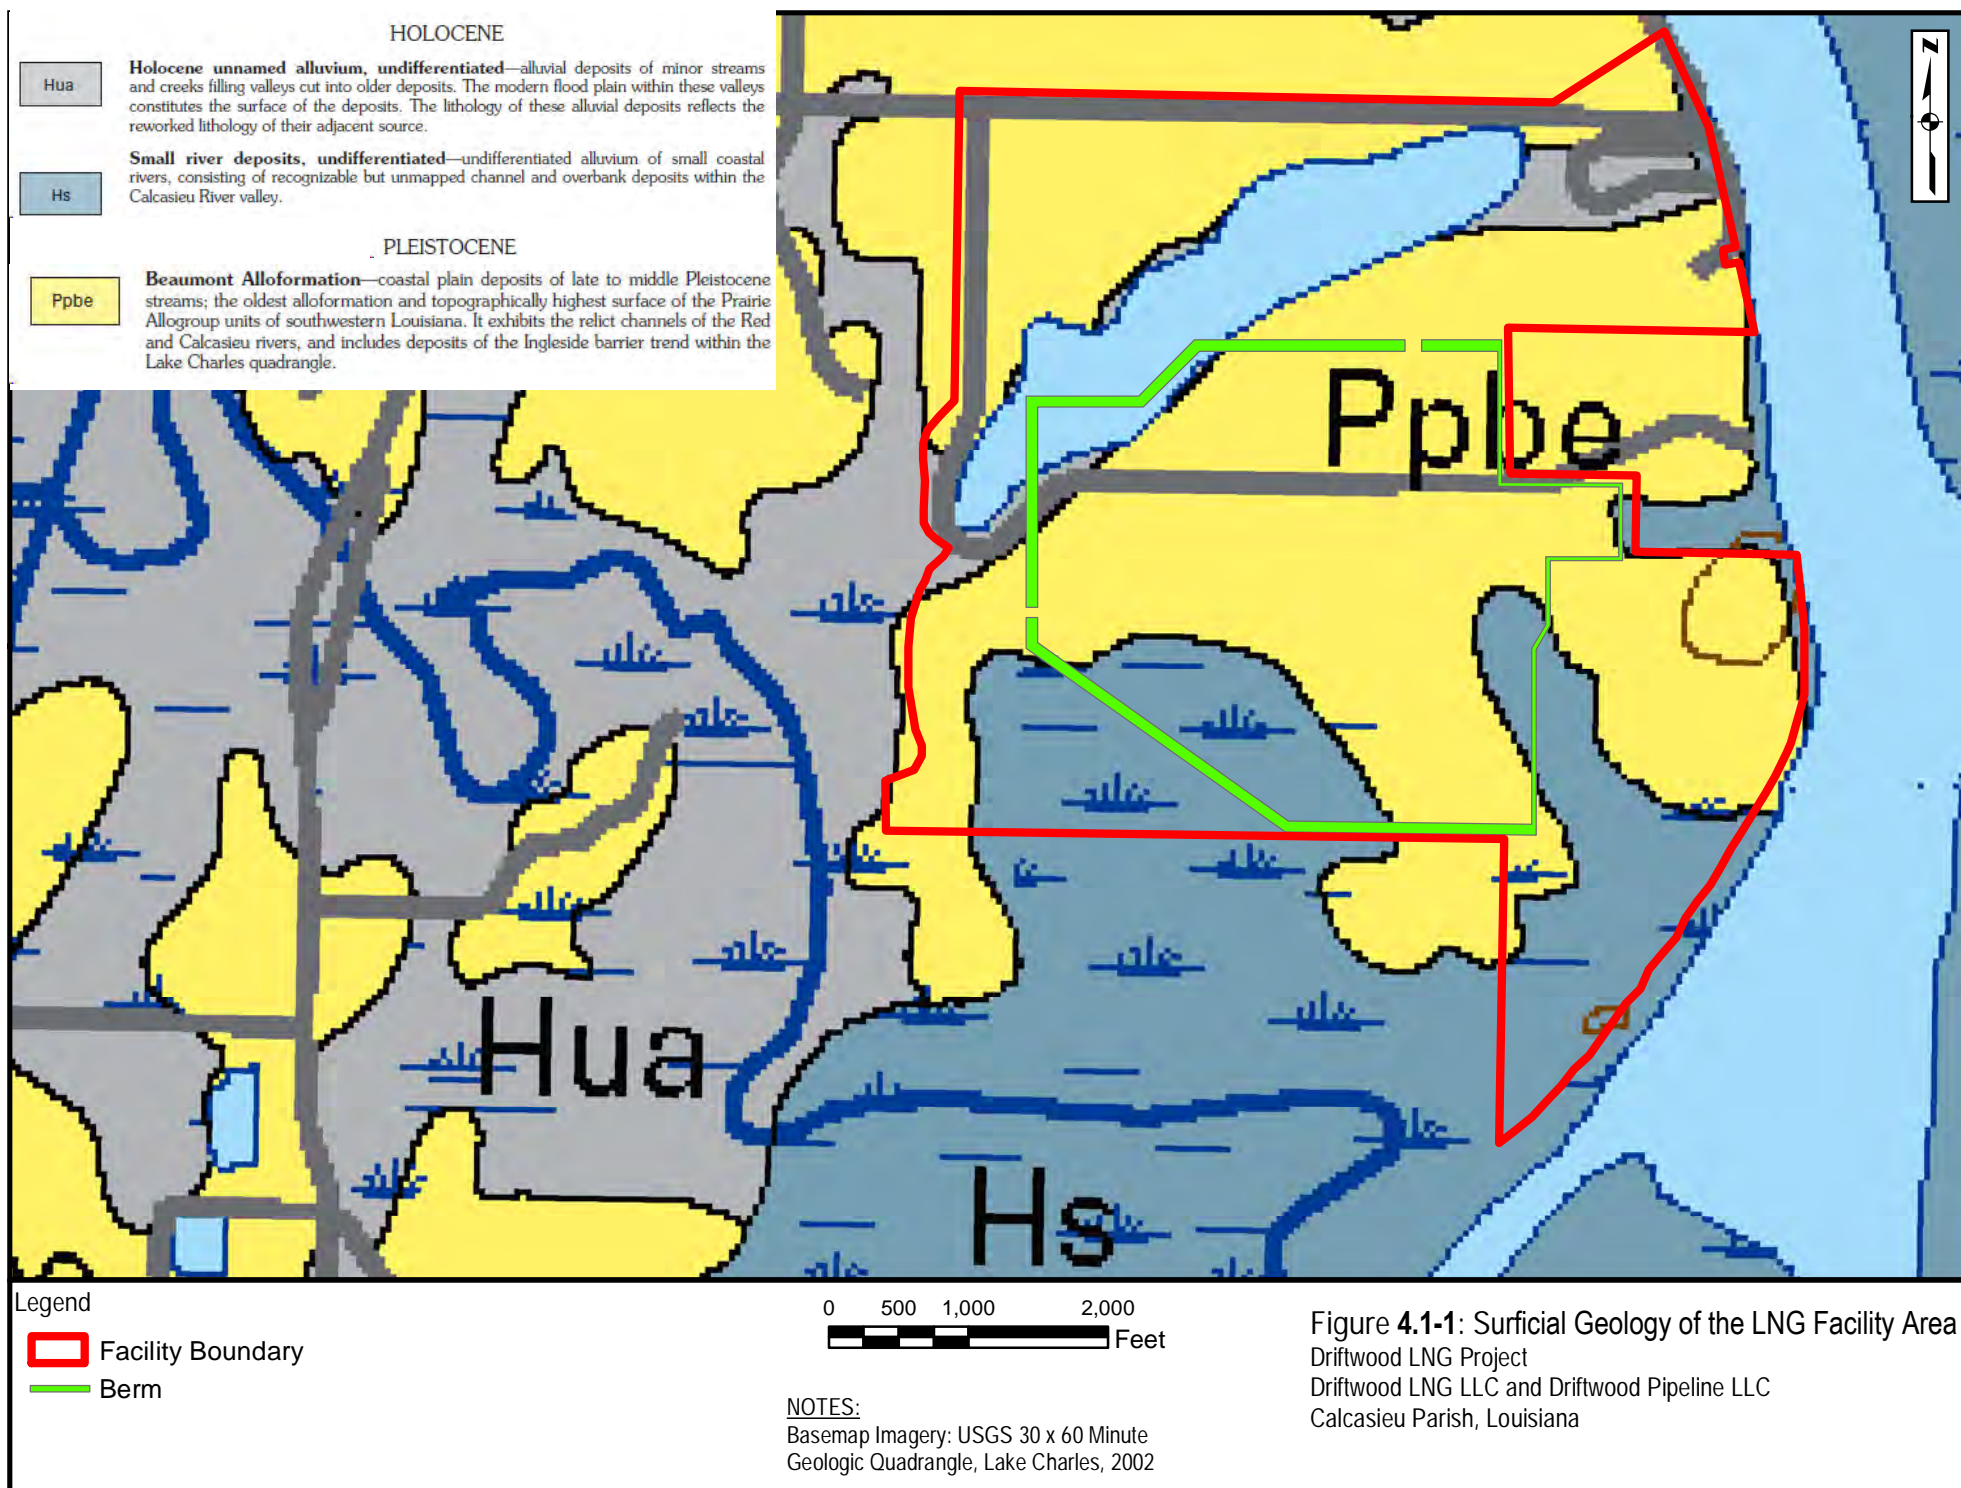 HOLOCENE
Hua
Holocene unnamed alluvium, undifferentiated—alluvial deposits of minor streams
and creeks filling valleys cut into older deposits. The modern flood plain within these valleys
constitutes the surface of the deposits. The lithology of these alluvial deposits reflects the
reworked lithology of their adjacent source.
Hs
Small river deposits, undifferentiated—undifferentiated alluvium of small coastal
rivers, consisting of recognizable but unmapped channel and overbank deposits within the
Calcasieu River valley.
PLEISTOCENE
Ppbe
Beaumont Alloformation—coastal plain deposits of late to middle Pleistocene
streams; the oldest alloformation and topographically highest surface of the Prairie
Allogroup units of southwestern Louisiana. It exhibits the relict channels of the Red
and Calcasieu rivers, and includes deposits of the Ingleside barrier trend within the
Lake Charles quadrangle.
N
Ppbe
Hua
Hs
Legend
Facility Boundary
Berm
0 500 1,000 2,000
Feet
NOTES:
Basemap Imagery: USGS 30 x 60 Minute
Geologic Quadrangle, Lake Charles, 2002
Figure 4.1-1: Surficial Geology of the LNG Facility Area
Driftwood LNG Project
Driftwood LNG LLC and Driftwood Pipeline LLC
Calcasieu Parish, Louisiana